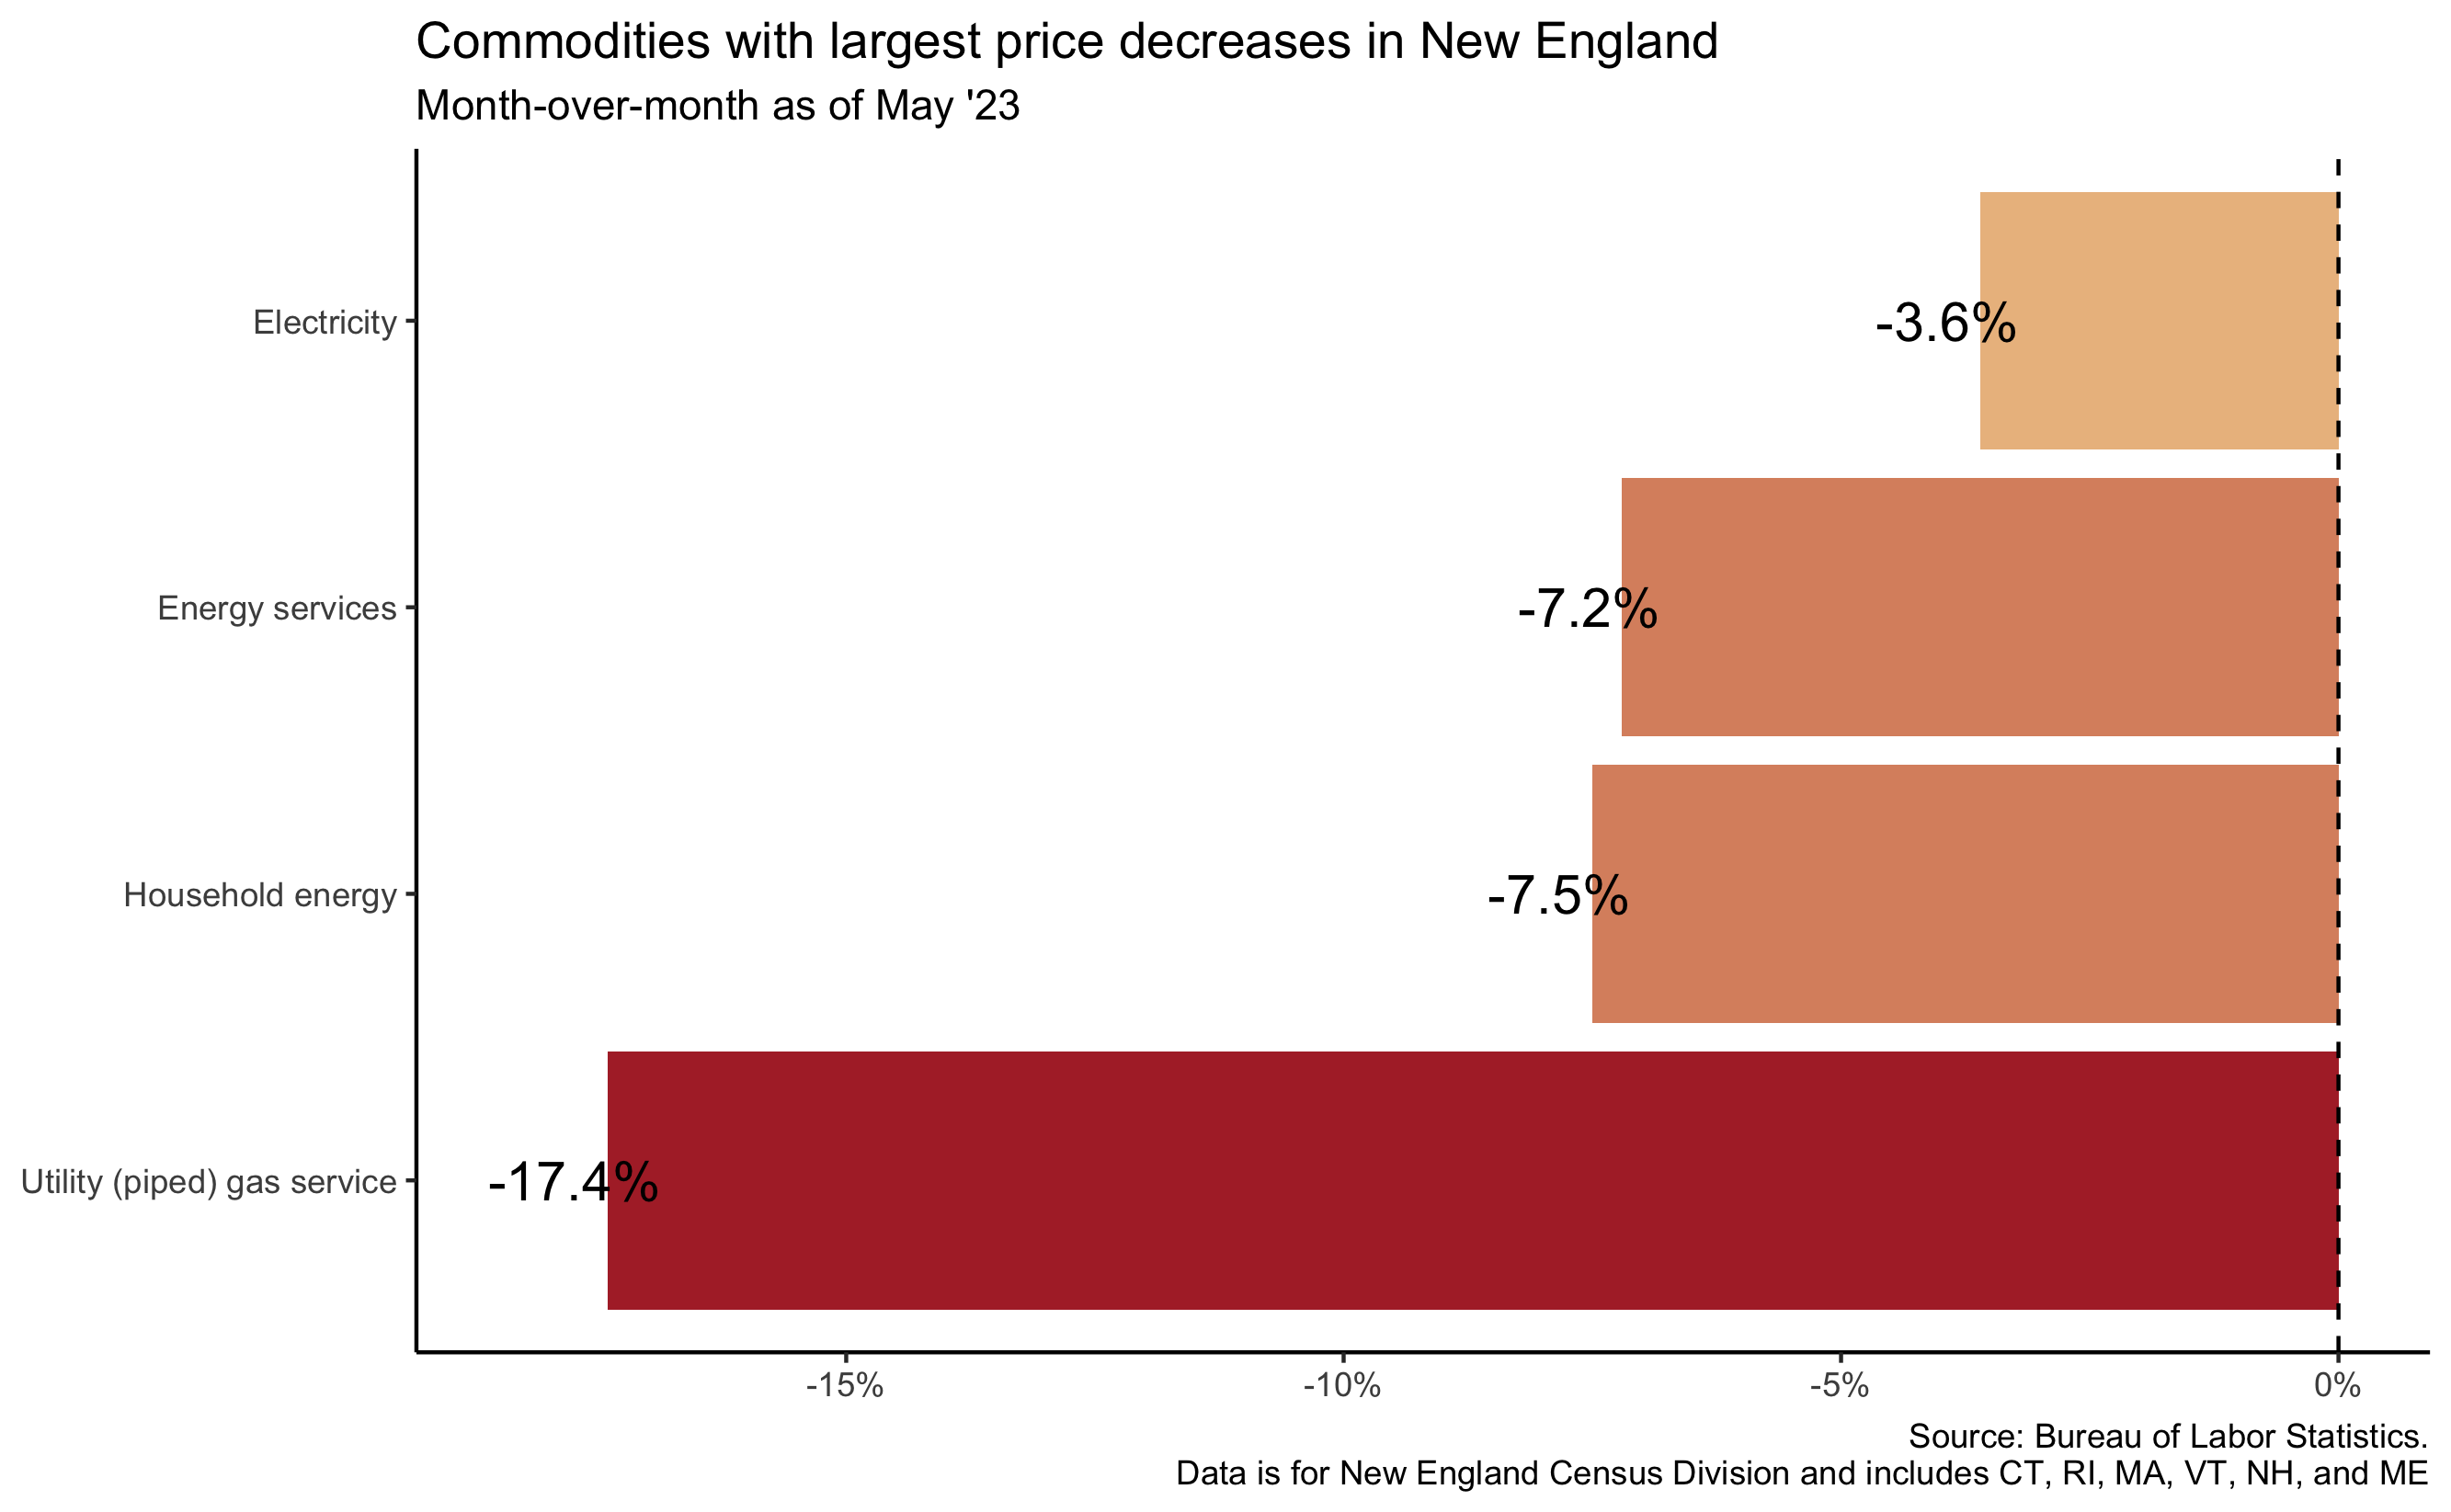 Commodities with largest price decreases in New England
Month-over-month as of May '23
Electricity
-3.6%
Energy services
-7.2%
Household energy
-7.5%
Utility (piped) gas service
-17.4%
-15%
-10%
-5%
0%
Source: Bureau of Labor Statistics.
Data is for New England Census Division and includes CT, RI, MA, VT, NH, and ME